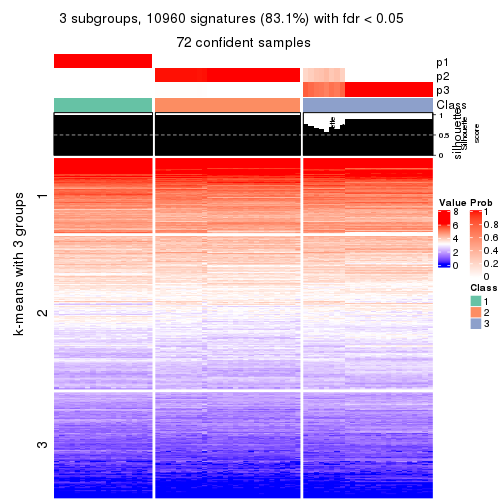 3 subgroups, 10960 signatures (83.1%) with fdr < 0.05
72 confident samples
p1
p2
p3
Class
1
0.5
0
silhouette
Silhouette
score
k-means with 3 groups
1
2
3
Value
8
6
4
2
0
Prob
1
0.8
0.6
0.4
0.2
0
Class
1
2
3